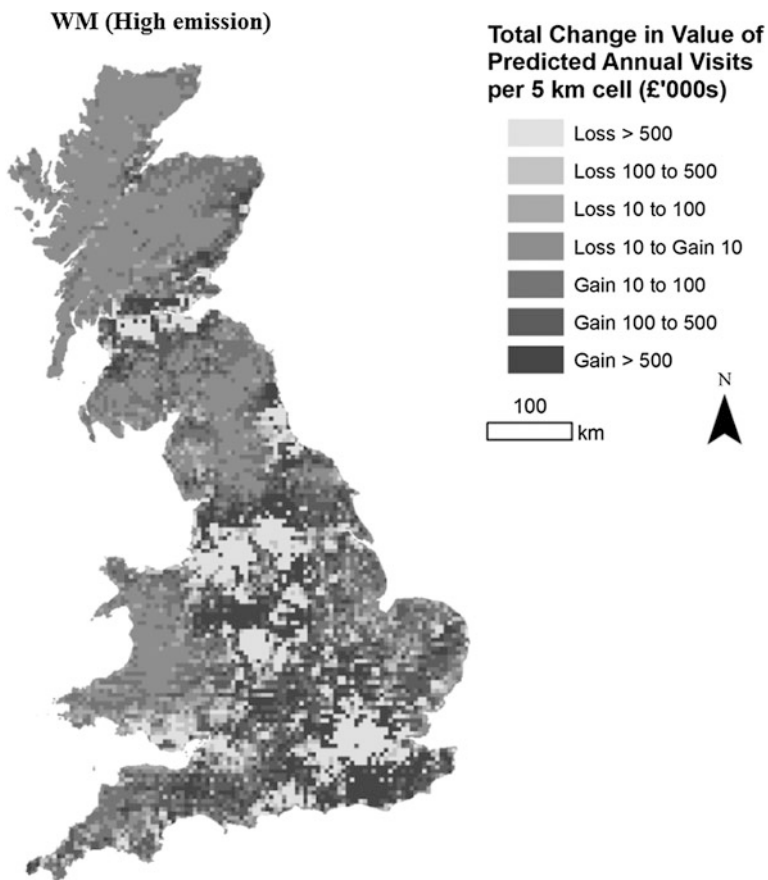 WM (High emission)
Total Change in Value of
Predicted Annual Visits
per 5 km cell (£'000s)
Loss > 500
Loss 100 to 500
Loss 10 to 100
Loss 10 to Gain 10
Gain 10 to 100
Gain 100 to 500
Gain > 500
100
km
N